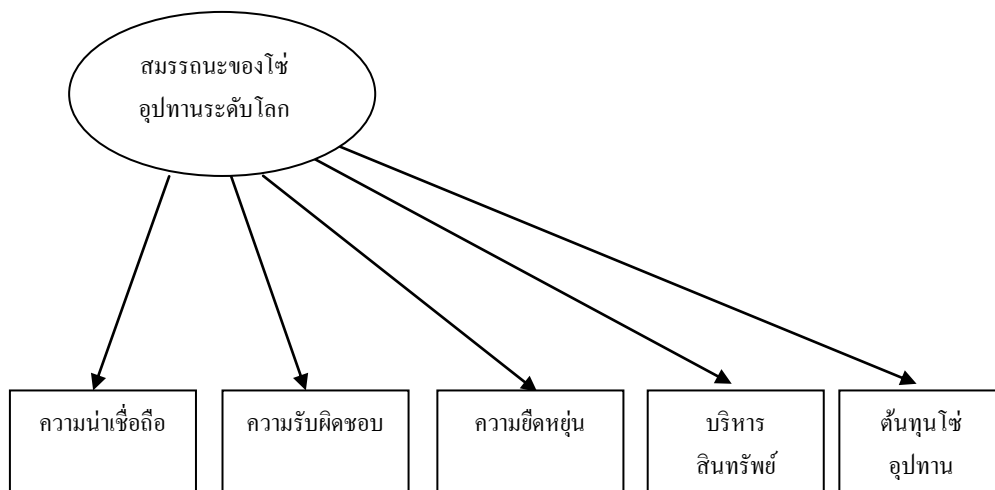 สมรรถนะของโซ่
อุปทานระดับโลก
ความน่าเชื่อถือ
ความรับผิดชอบ
ความยืดหยุ่น
บริหาร
สินทรัพย์
ต้นทุนโซ่
อุปทาน